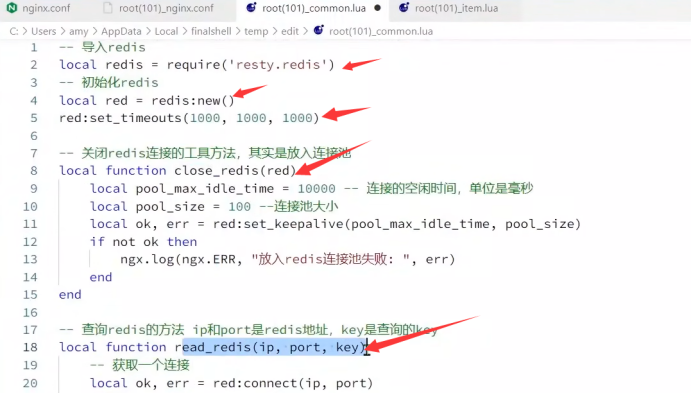 nginx.conf root(101)_nginx.conf root(101)_common.lua root(101)_item.lua
C: > Users > amy > AppData > Local > finalshell > temp > edit > root(101)_common.lua
1 -- 导入redis
2 local redis = require('resty.redis')
3 -- 初始化redis
4 local red = redis:new()
5 red:set_timeouts(1000, 1000, 1000)
6
7 -- 关闭redis连接的工具方法，其实是放入连接池
8 local function close_redis(red)
9 local pool_max_idle_time = 10000 -- 连接的空闲时间，单位是毫秒
10 local pool_size = 100 --连接池大小
11 local ok, err = red:set_keepalive(pool_max_idle_time, pool_size)
12 if not ok then
13 ngx.log(ngx.ERR, "放入redis连接池失败: ", err)
14 end
15 end
16
17 -- 查询redis的方法 ip和port是redis地址，key是查询的key
18 local function read_redis(ip, port, key)
19 -- 获取一个连接
20 local ok, err = red:connect(ip, port)